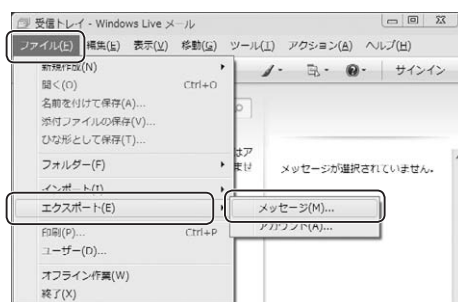 受信トレイ - Windows Live メール
ファイル(F) 編集(E) 表示(V) 移動(G) ツール(T) アクション(A) ヘルプ(H)
新規作成(N)
サインイン
開く(O) Ctrl+O
名前を付けて保存(A)...
添付ファイルの保存(V)...
ひな形として保存(T)...
フォルダー(F)
メッセージが選択されていません。
インポート(I)
エクスポート(E)
メッセージ(M)...
アカウント(A)...
印刷(P)... Ctrl+P
ユーザー(D)...
オフライン作業(W)
終了(X)